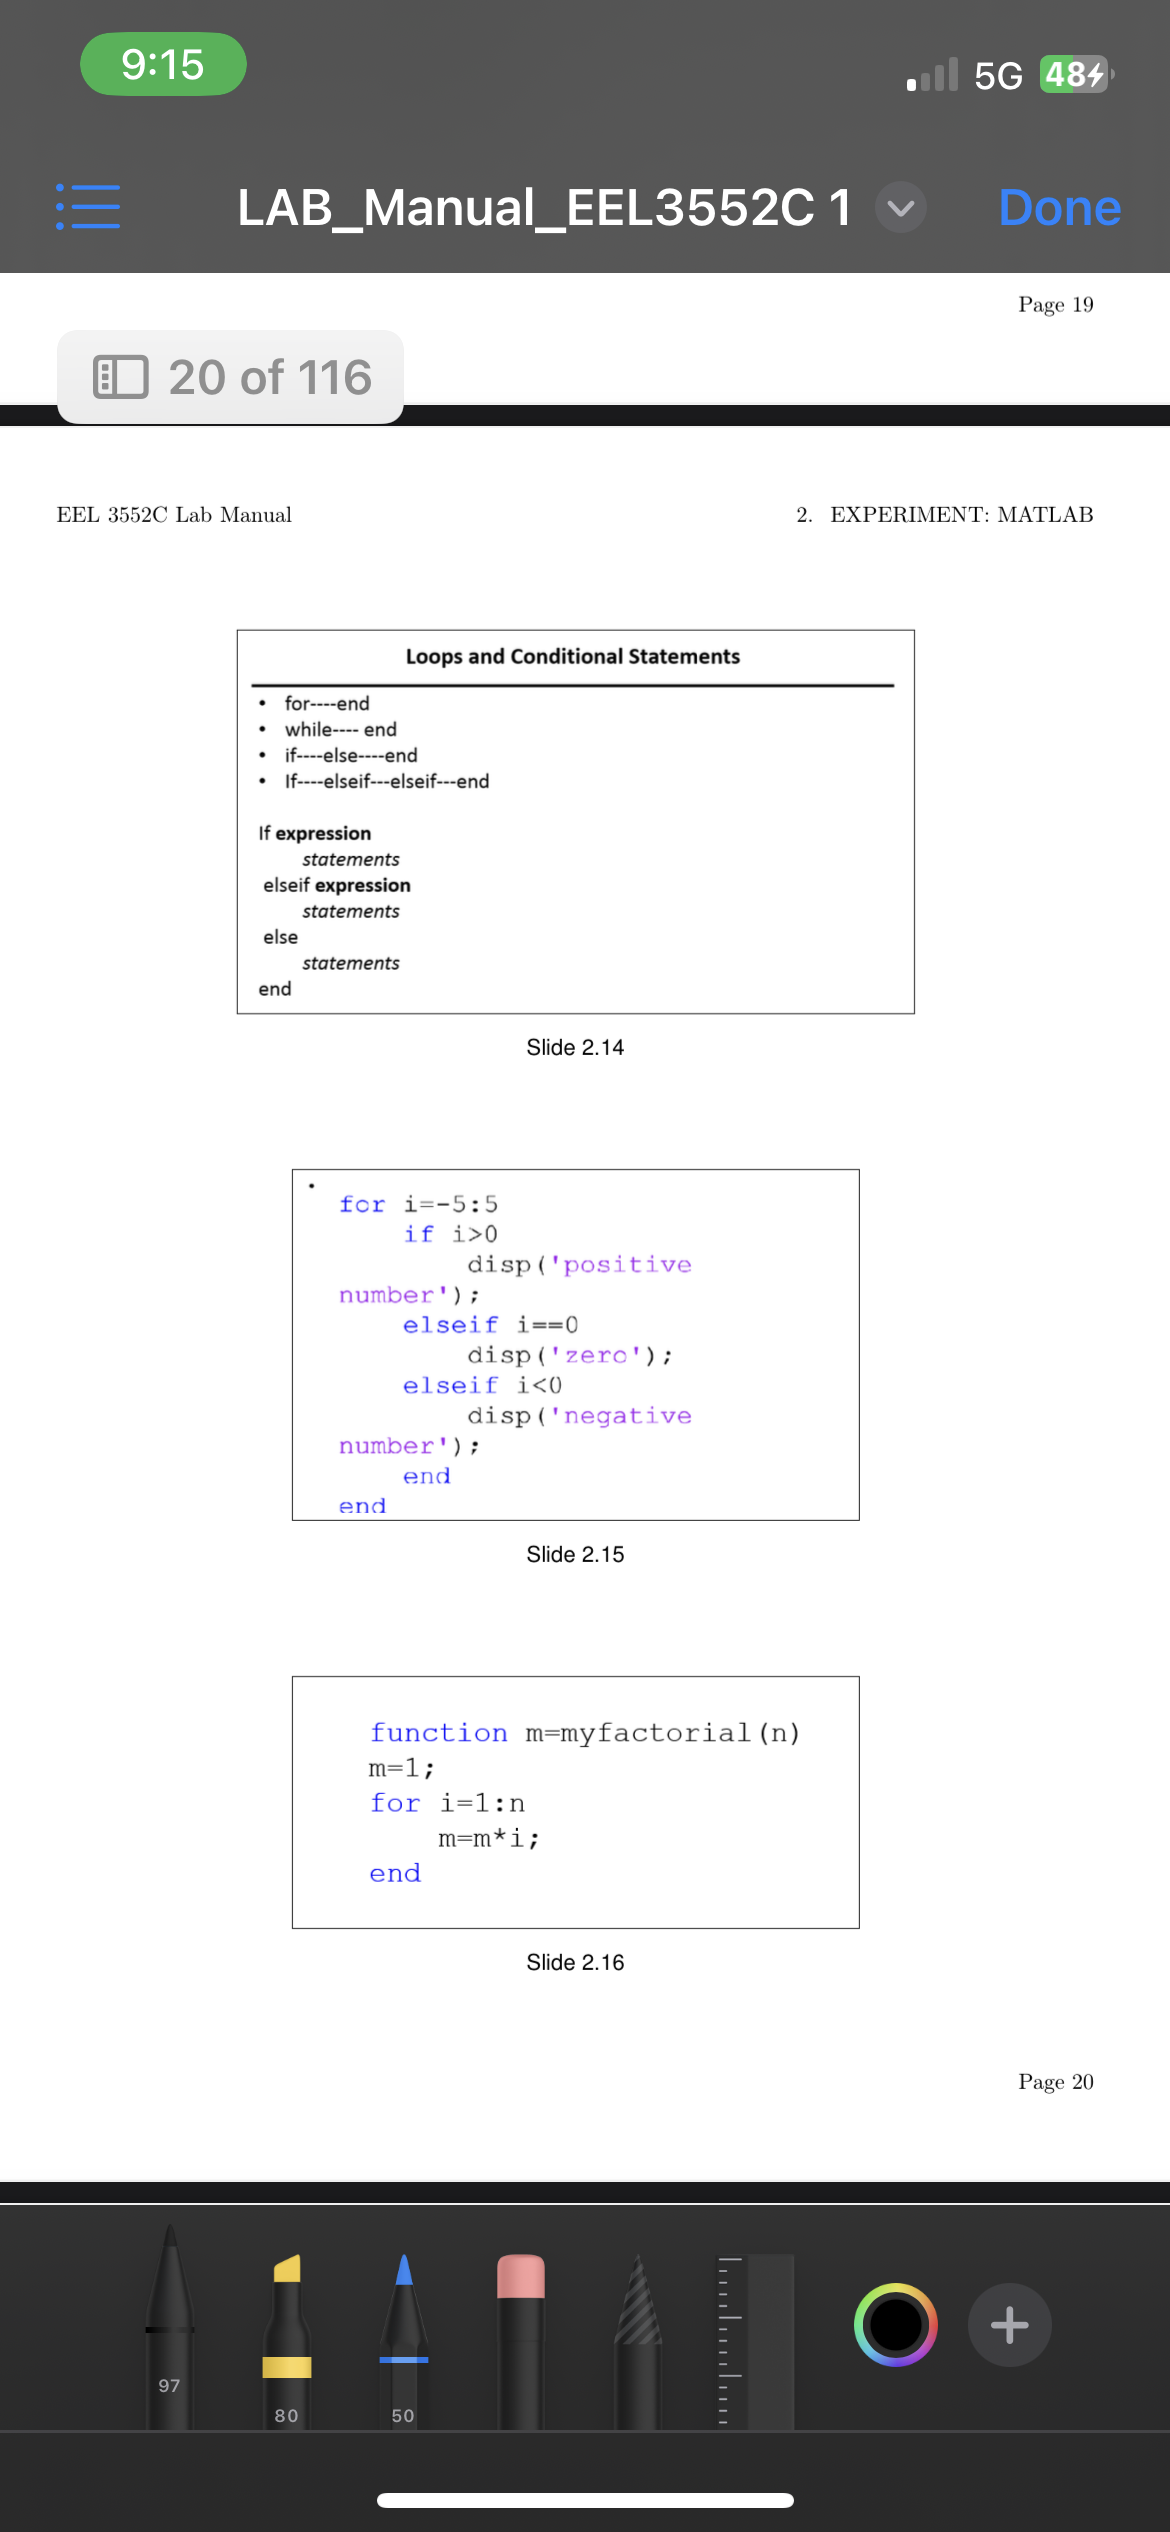 9:15
5G 48
LAB_Manual_EEL3552C 1
Done
Page 19
20 of 116
EEL 3552C Lab Manual
2. EXPERIMENT: MATLAB
Loops and Conditional Statements
• for----end
• while---- end
• if----else----end
• If----elseif---elseif---end
If expression
statements
elseif expression
statements
else
statements
end
Slide 2.14
•
for i=-5:5
if i>0
disp('positive
number');
elseif i==0
disp('zero');
elseif i<0
disp('negative
number');
end
end
Slide 2.15
function m=myfactorial(n)
m=1;
for i=1:n
m=m*i;
end
Slide 2.16
Page 20
97
80
50